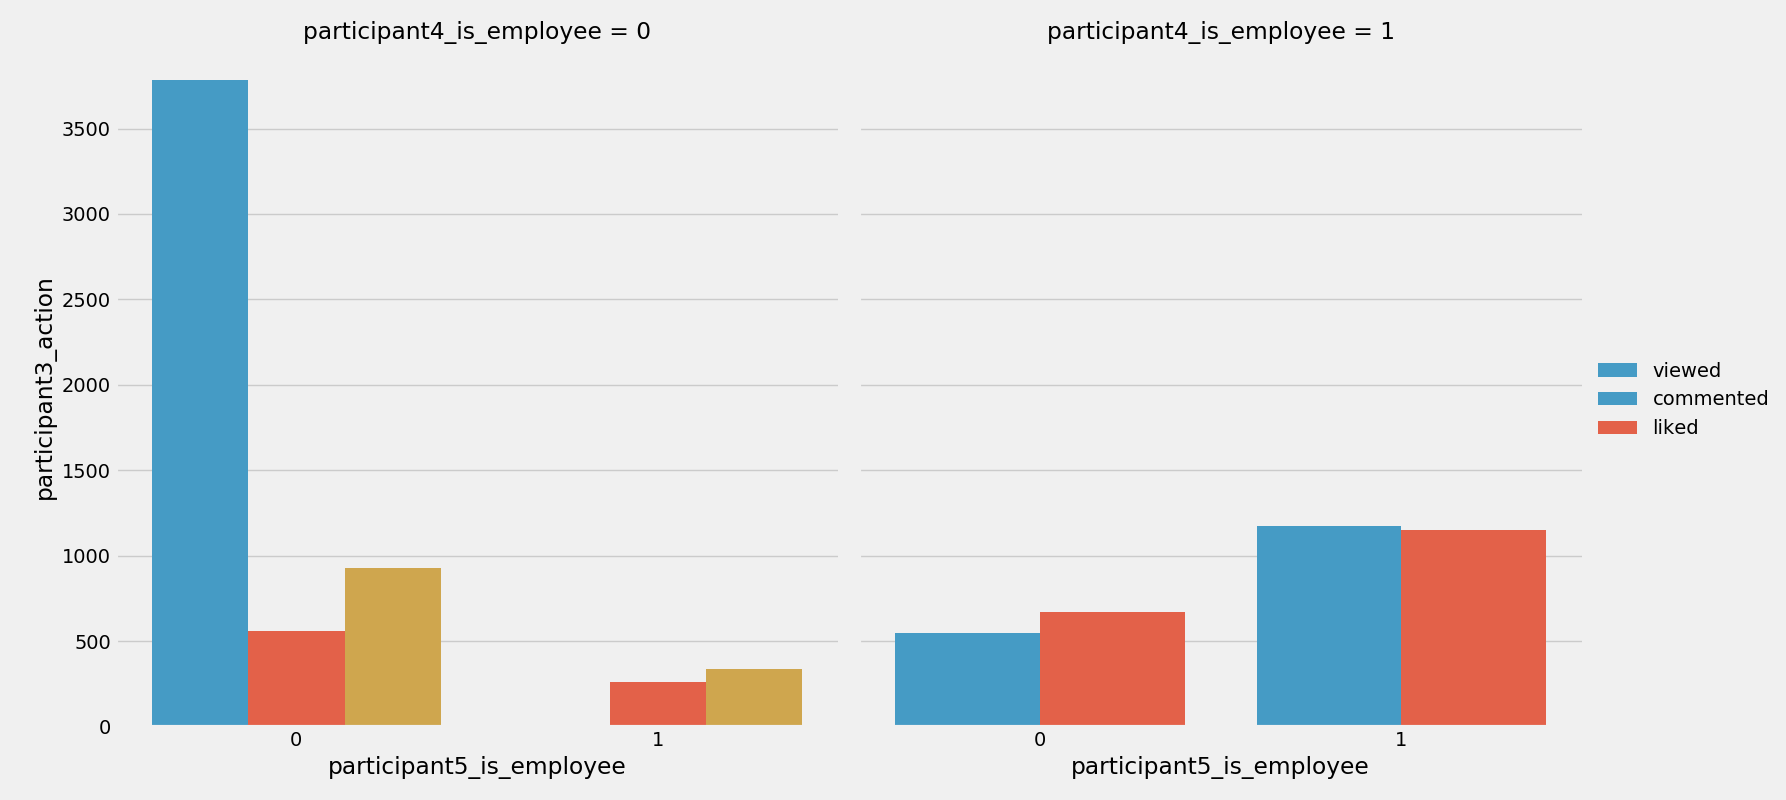 participant4_is_employee = 0
participant4_is_employee = 1
participant3_action
3500
3000
2500
2000
1500
1000
500
0
0
1
0
1
participant5_is_employee
participant5_is_employee
viewed
commented
liked